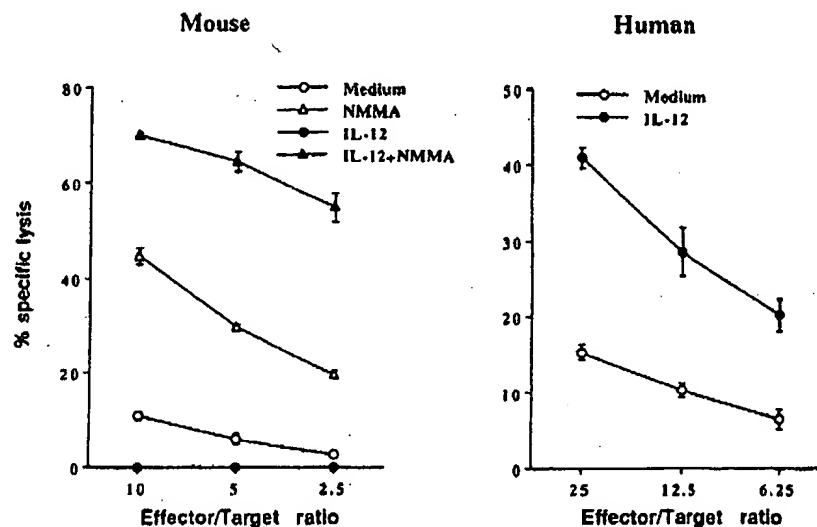 Mouse
Human
Medium
NMMA
IL-12
IL-12+NMMA
80
60
40
20
0
% specific lysis
10 5 2.5
Effector/Target ratio
Medium
IL-12
50
40
30
20
10
0
25 12.5 6.25
Effector/Target ratio